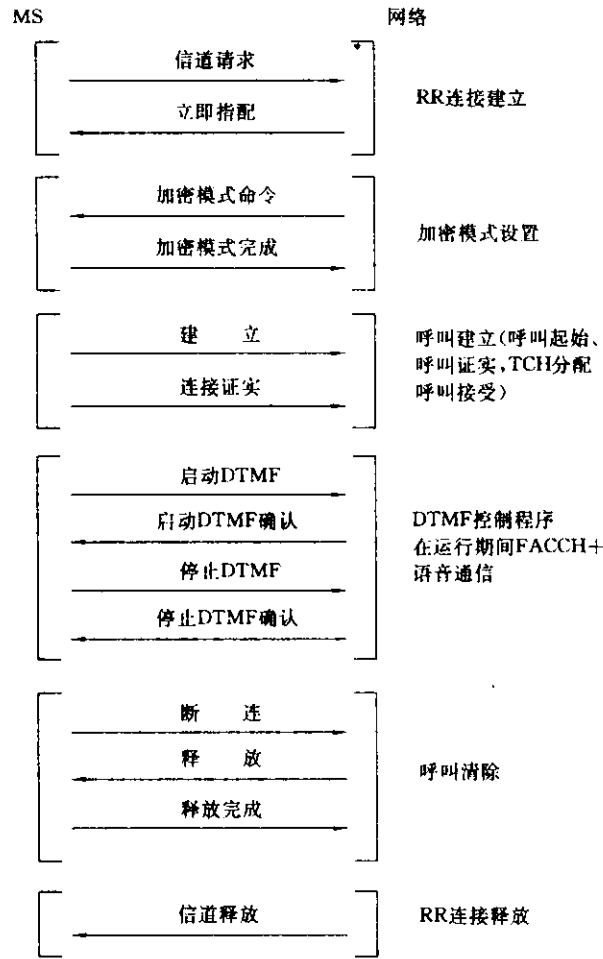 MS 网络
信道请求
立即指配
RR连接建立
加密模式命令
加密模式完成
加密模式设置
建 立
连接证实
呼叫建立(呼叫起始、
呼叫证实,TCH分配
呼叫接受)
启动DTMF
启动DTMF确认
停止DTMF
停止DTMF确认
DTMF控制程序
在运行期间FACCH+
语音通信
断 连
释 放
释放完成
呼叫清除
信道释放
RR连接释放